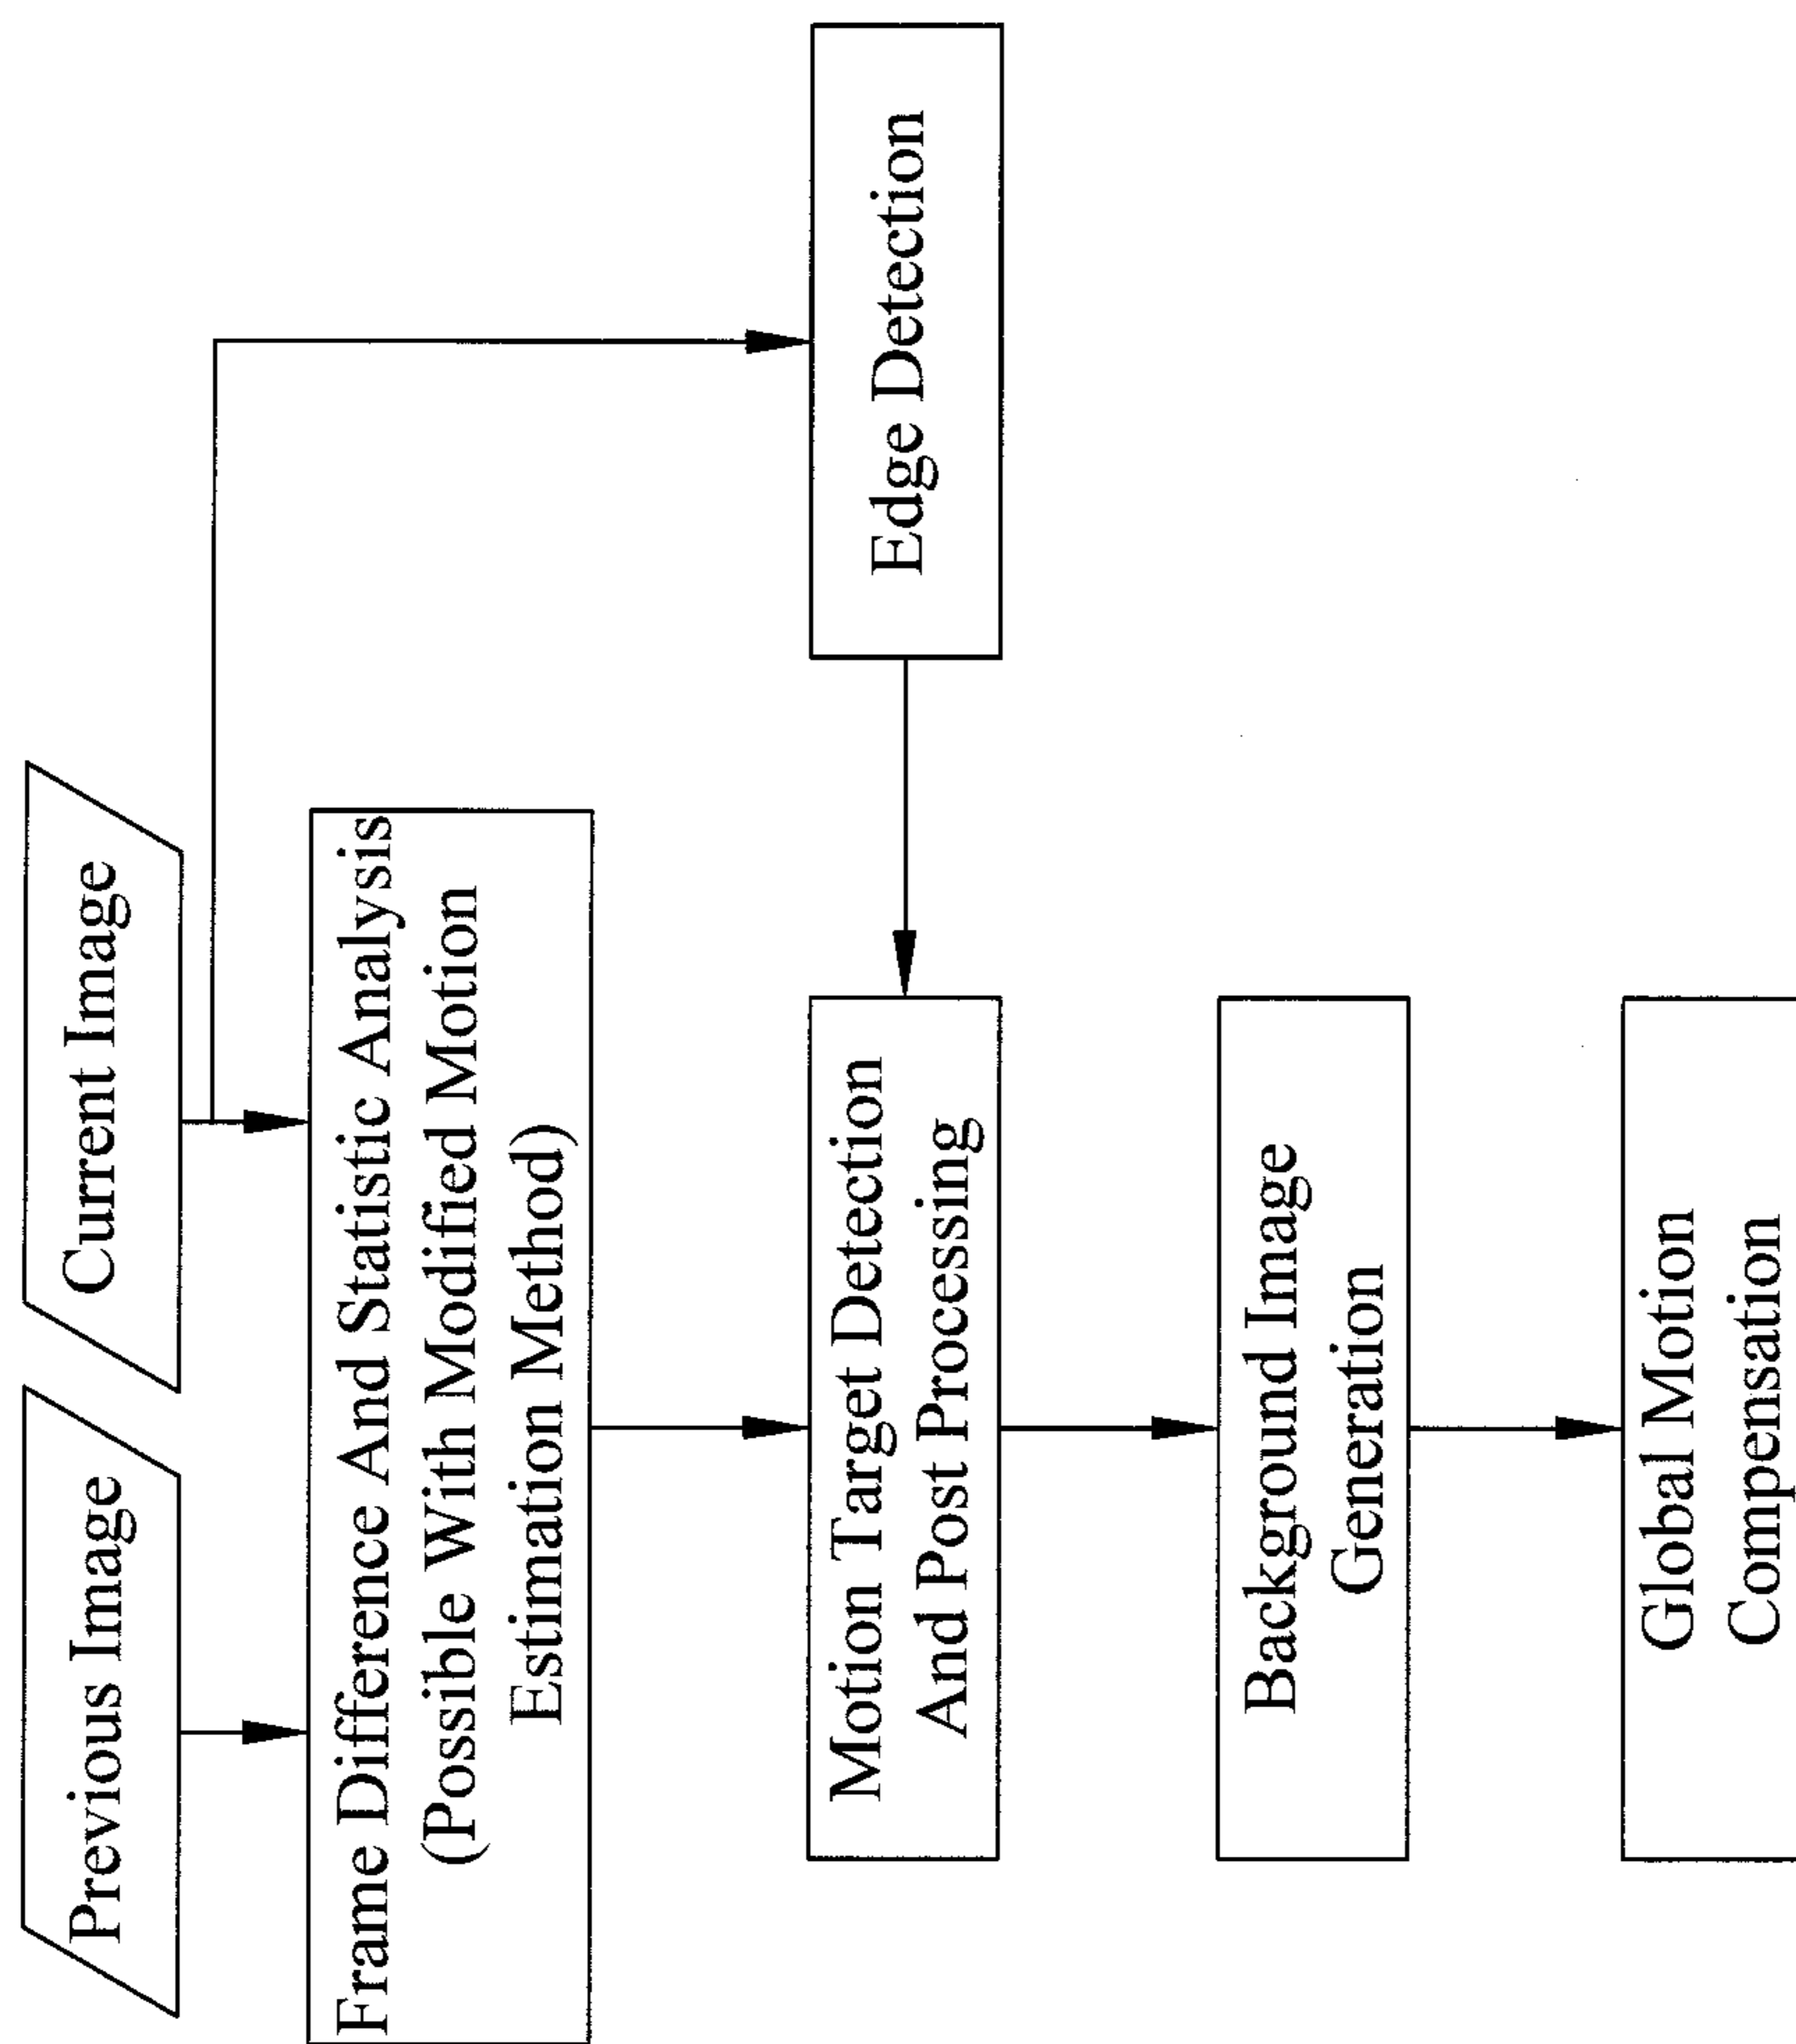 Previous Image
Current Image
Frame Difference And Statistic Analysis
(Possible With Modified Motion
Estimation Method)
Edge Detection
Motion Target Detection
And Post Processing
Background Image
Generation
Global Motion
Compensation